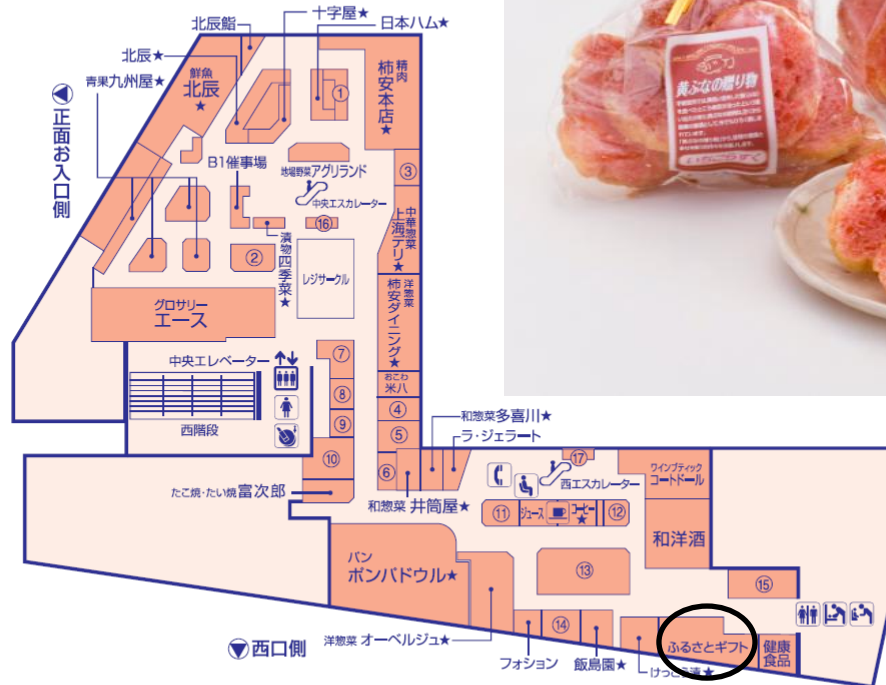 北辰鮨
十字屋★
日本ハム★
北辰★
青果九州屋★
鮮魚
北辰
★
①
精肉
柿安本店
★
正面お入口側
B1催事場
地場野菜アグリランド
中央エスカレーター
③
⑯
中華惣菜
上海デリ
★
漬物四季菜
★
②
レジサークル
グロサリー
エース
洋惣菜
柿安ダイニング
★
中央エレベーター
西階段
⑦
⑧
⑨
⑩
おこわ
米八
④
⑤
⑥
和惣菜多喜川★
ラ・ジェラート
たこ焼・たい焼富次郎
和惣菜 井筒屋★
⑰
西エスカレーター
ワインブティック
コートドール
⑪
ジュース
コーヒー
★
⑫
和洋酒
パン
ポンパドウル★
⑬
⑮
西口側
洋惣菜 オーベルジュ★
フォション
⑭
飯島園★
けっこう漬★
ふるさとギフト
健康
食品
黄ぶなの贈り物